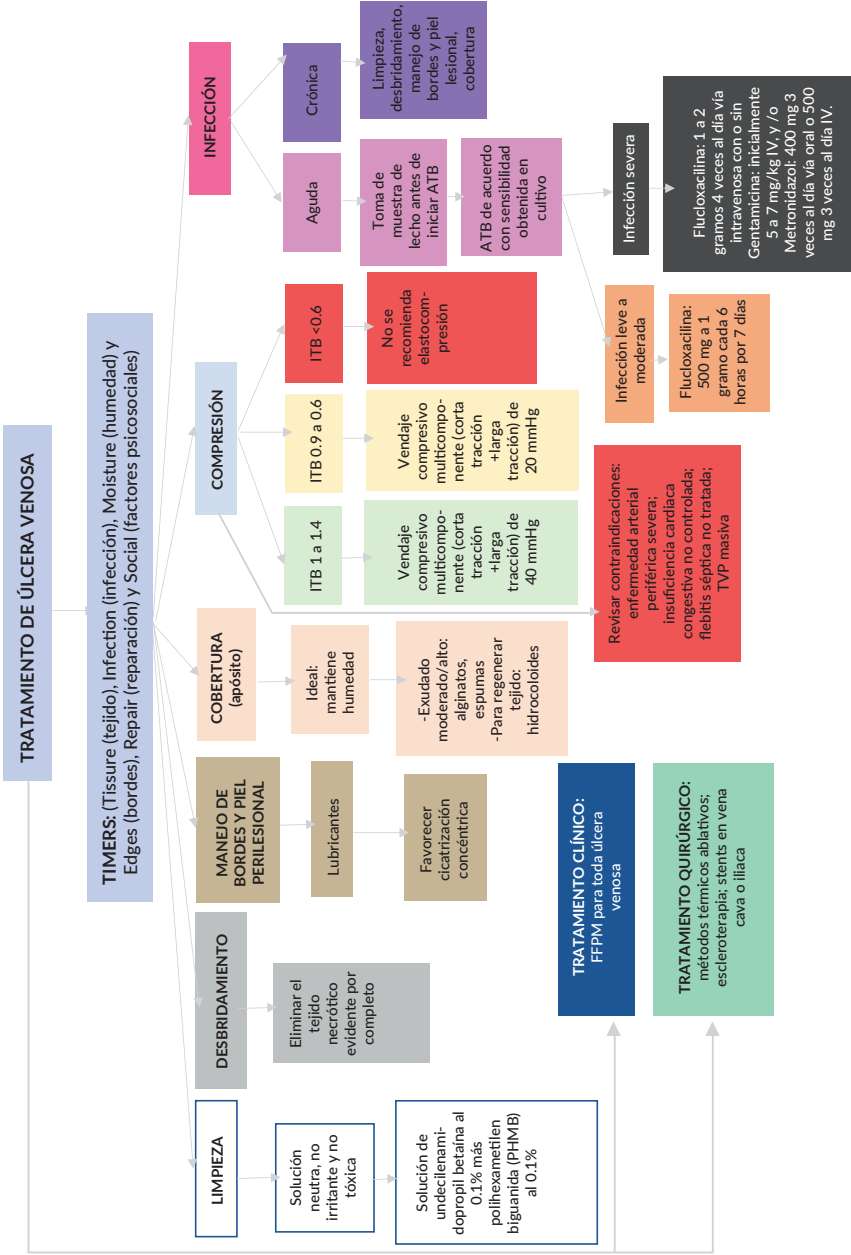 TRATAMIENTO DE ÚLCERA VENOSA
TIMERS: (Tissure (tejido), Infection (infección), Moisture (humedad) y
Edges (bordes), Repair (reparación) y Social (factores psicosociales)
LIMPIEZA
Solución
neutra, no
irritante y no
tóxica
Solución de
undecilenami-
dopropil betaína al
0.1% más
polihexametilen
biguanida (PHMB)
al 0.1%
DESBRIDAMIENTO
Eliminar el
tejido
necrótico
evidente por
completo
MANEJO DE
BORDES Y PIEL
PERILESIONAL
Lubricantes
Favorecer
cicatrización
concéntrica
COBERTURA
(apósito)
Ideal:
mantiene
humedad
-Exudado
moderado/alto:
alginatos,
espumas
-Para regenerar
tejido:
hidrocoloides
COMPRESIÓN
ITB 1 a 1.4
Vendaje
compresivo
multicompo-
nente (corta
tracción
+larga
tracción) de
40 mmHg
ITB 0.9 a 0.6
Vendaje
compresivo
multicompo-
nente (corta
tracción
+larga
tracción) de
20 mmHg
ITB <0.6
No se
recomienda
elastocom-
presión
Revisar contraindicaciones:
enfermedad arterial
periférica severa;
insuficiencia cardiaca
congestiva no controlada;
flebitis séptica no tratada;
TVP masiva
INFECCIÓN
Aguda
Toma de
muestra de
lecho antes de
iniciar ATB
ATB de acuerdo
con sensibilidad
obtenida en
cultivo
Infección leve a
moderada
Flucloxacilina:
500 mg a 1
gramo cada 6
horas por 7 días
Infección severa
Flucloxacilina: 1 a 2
gramos 4 veces al día vía
intravenosa con o sin
Gentamicina: inicialmente
5 a 7 mg/kg IV, y /o
Metronidazol: 400 mg 3
veces al día vía oral o 500
mg 3 veces al día IV.
Crónica
Limpieza,
desbridamiento,
manejo de
bordes y piel
lesional,
cobertura
TRATAMIENTO CLÍNICO:
FFPM para toda úlcera
venosa
TRATAMIENTO QUIRÚRGICO:
métodos térmicos ablativos;
escleroterapia; stents en vena
cava o iliaca